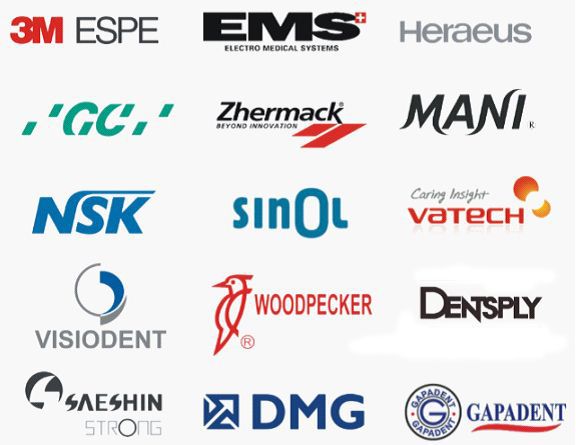 3M ESPE
EMS
ELECTRO MEDICAL SYSTEMS
Heraeus
'GC'
Zhermack®
BEYOND INNOVATION
MANI R
NSK
SINOL
Caring Insight
vatech
VISIODENT
WOODPECKER
®
DENTSPLY
SAESHIN
STRONG
DMG
GAPADENT
G
GAPADENT
GAPADENT